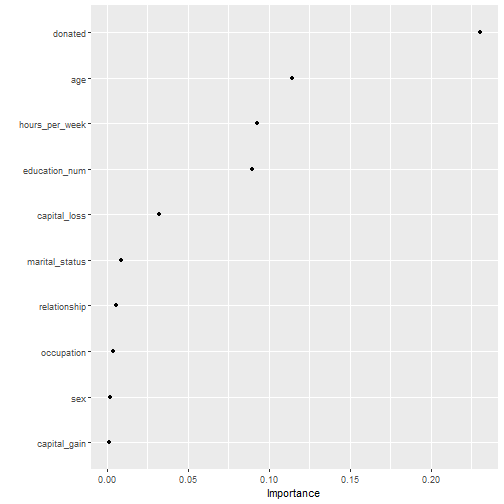 donated
age
hours_per_week
education_num
capital_loss
marital_status
relationship
occupation
sex
capital_gain
0.00 0.05 0.10 0.15 0.20
Importance